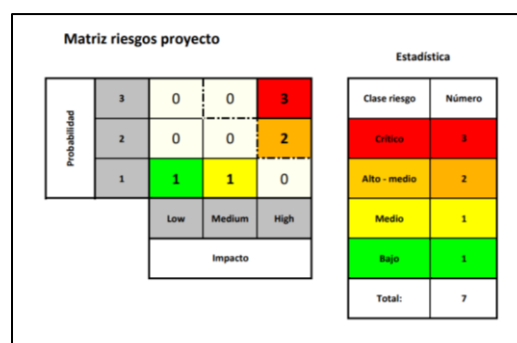 Matriz riesgos proyecto
Probabilidad
3 0 0 3
2 0 0 2
1 1 1 0
Low Medium High
Impacto
Estadística
Clase riesgo Número
Crítico 3
Alto - medio 2
Medio 1
Bajo 1
Total: 7